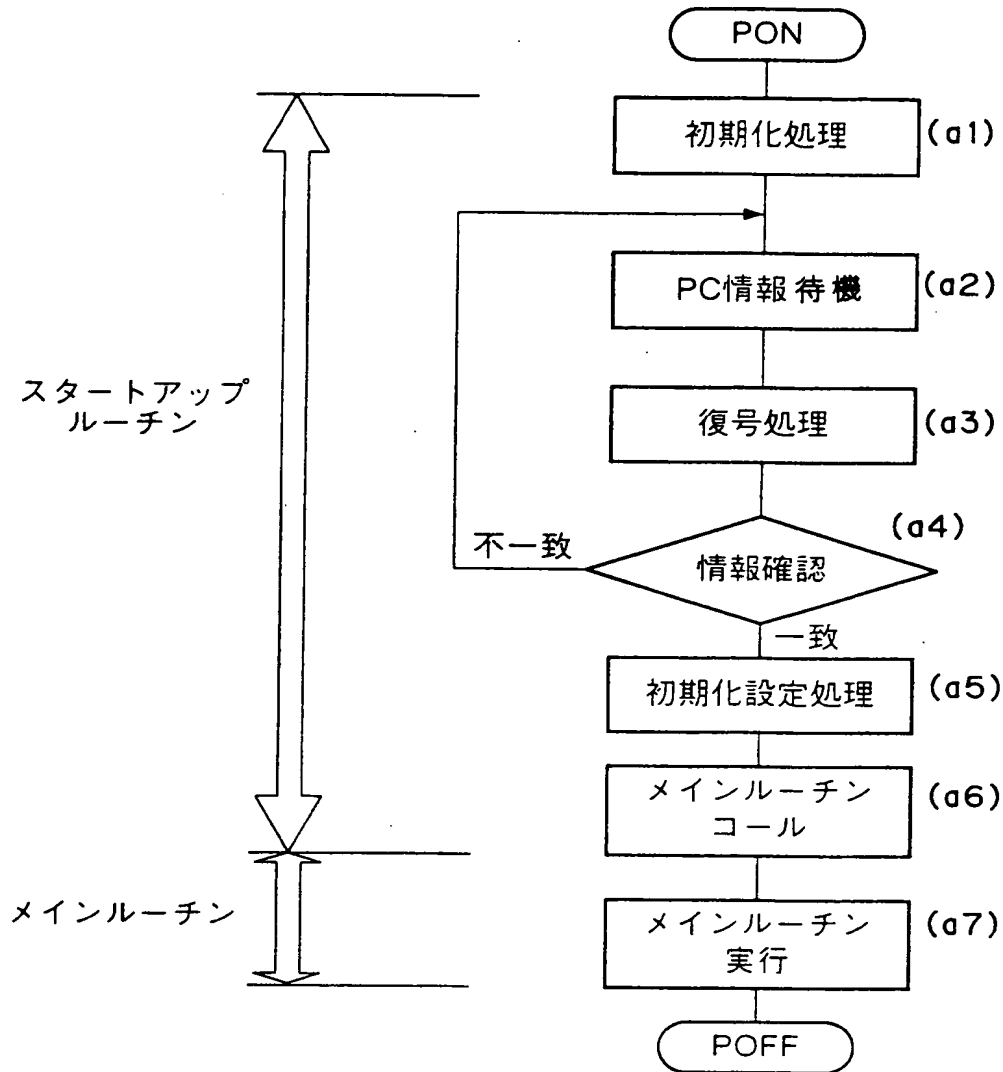 PON
初期化処理 (a1)
PC情報待機 (a2)
スタートアップ
ルーチン
復号処理 (a3)
(a4)
不一致
情報確認
一致
初期化設定処理 (a5)
メインルーチン
コール
(a6)
メインルーチン
メインルーチン
実行
(a7)
POFF